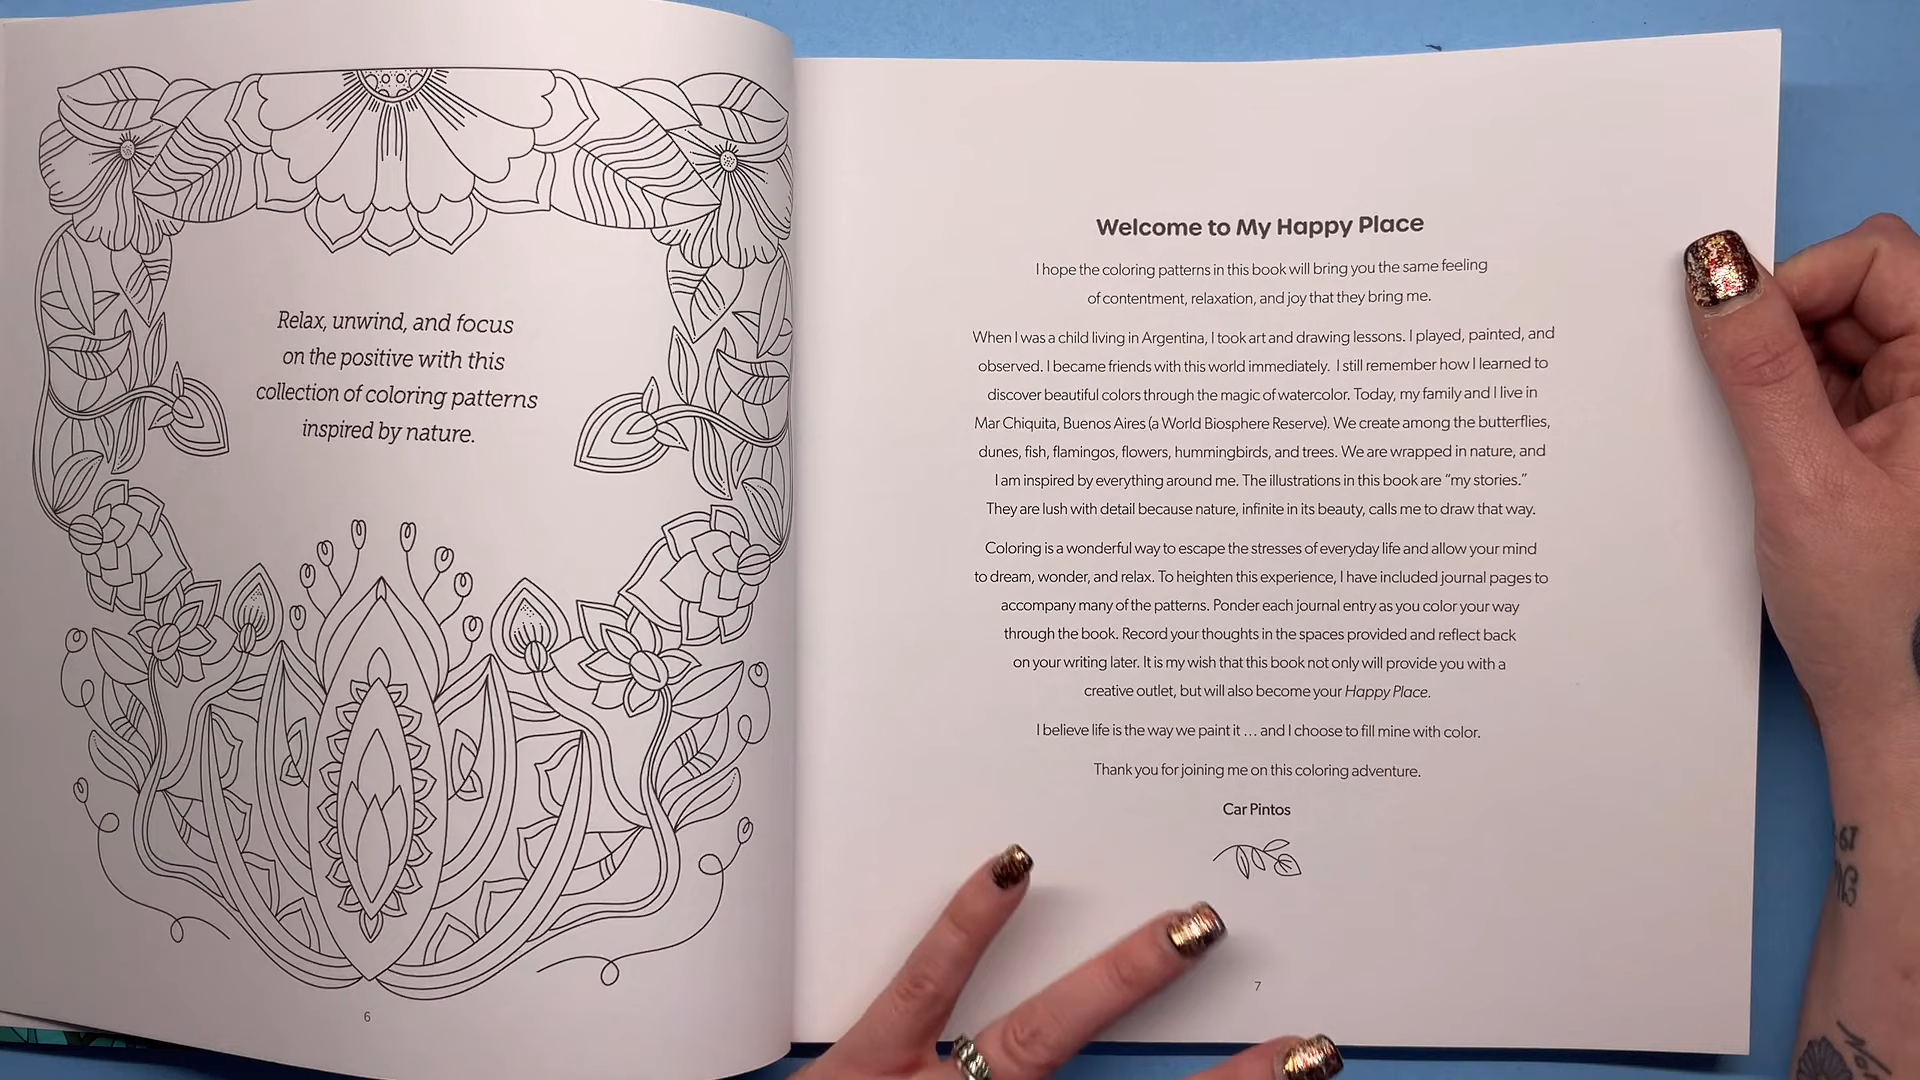 Relax, unwind, and focus
on the positive with this
collection of coloring patterns
inspired by nature.
6
Welcome to My Happy Place
I hope the coloring patterns in this book will bring you the same feeling
of contentment, relaxation, and joy that they bring me.
When I was a child living in Argentina, I took art and drawing lessons. I played, painted, and
observed. I became friends with this world immediately. I still remember how I learned to
discover beautiful colors through the magic of watercolor. Today, my family and I live in
Mar Chiquita, Buenos Aires (a World Biosphere Reserve). We create among the butterflies,
dunes, fish, flamingos, flowers, hummingbirds, and trees. We are wrapped in nature, and
I am inspired by everything around me. The illustrations in this book are “my stories.”
They are lush with detail because nature, infinite in its beauty, calls me to draw that way.
Coloring is a wonderful way to escape the stresses of everyday life and allow your mind
to dream, wonder, and relax. To heighten this experience, I have included journal pages to
accompany many of the patterns. Ponder each journal entry as you color your way
through the book. Record your thoughts in the spaces provided and reflect back
on your writing later. It is my wish that this book not only will provide you with a
creative outlet, but will also become your Happy Place.
I believe life is the way we paint it ... and I choose to fill mine with color.
Thank you for joining me on this coloring adventure.
Car Pintos
7